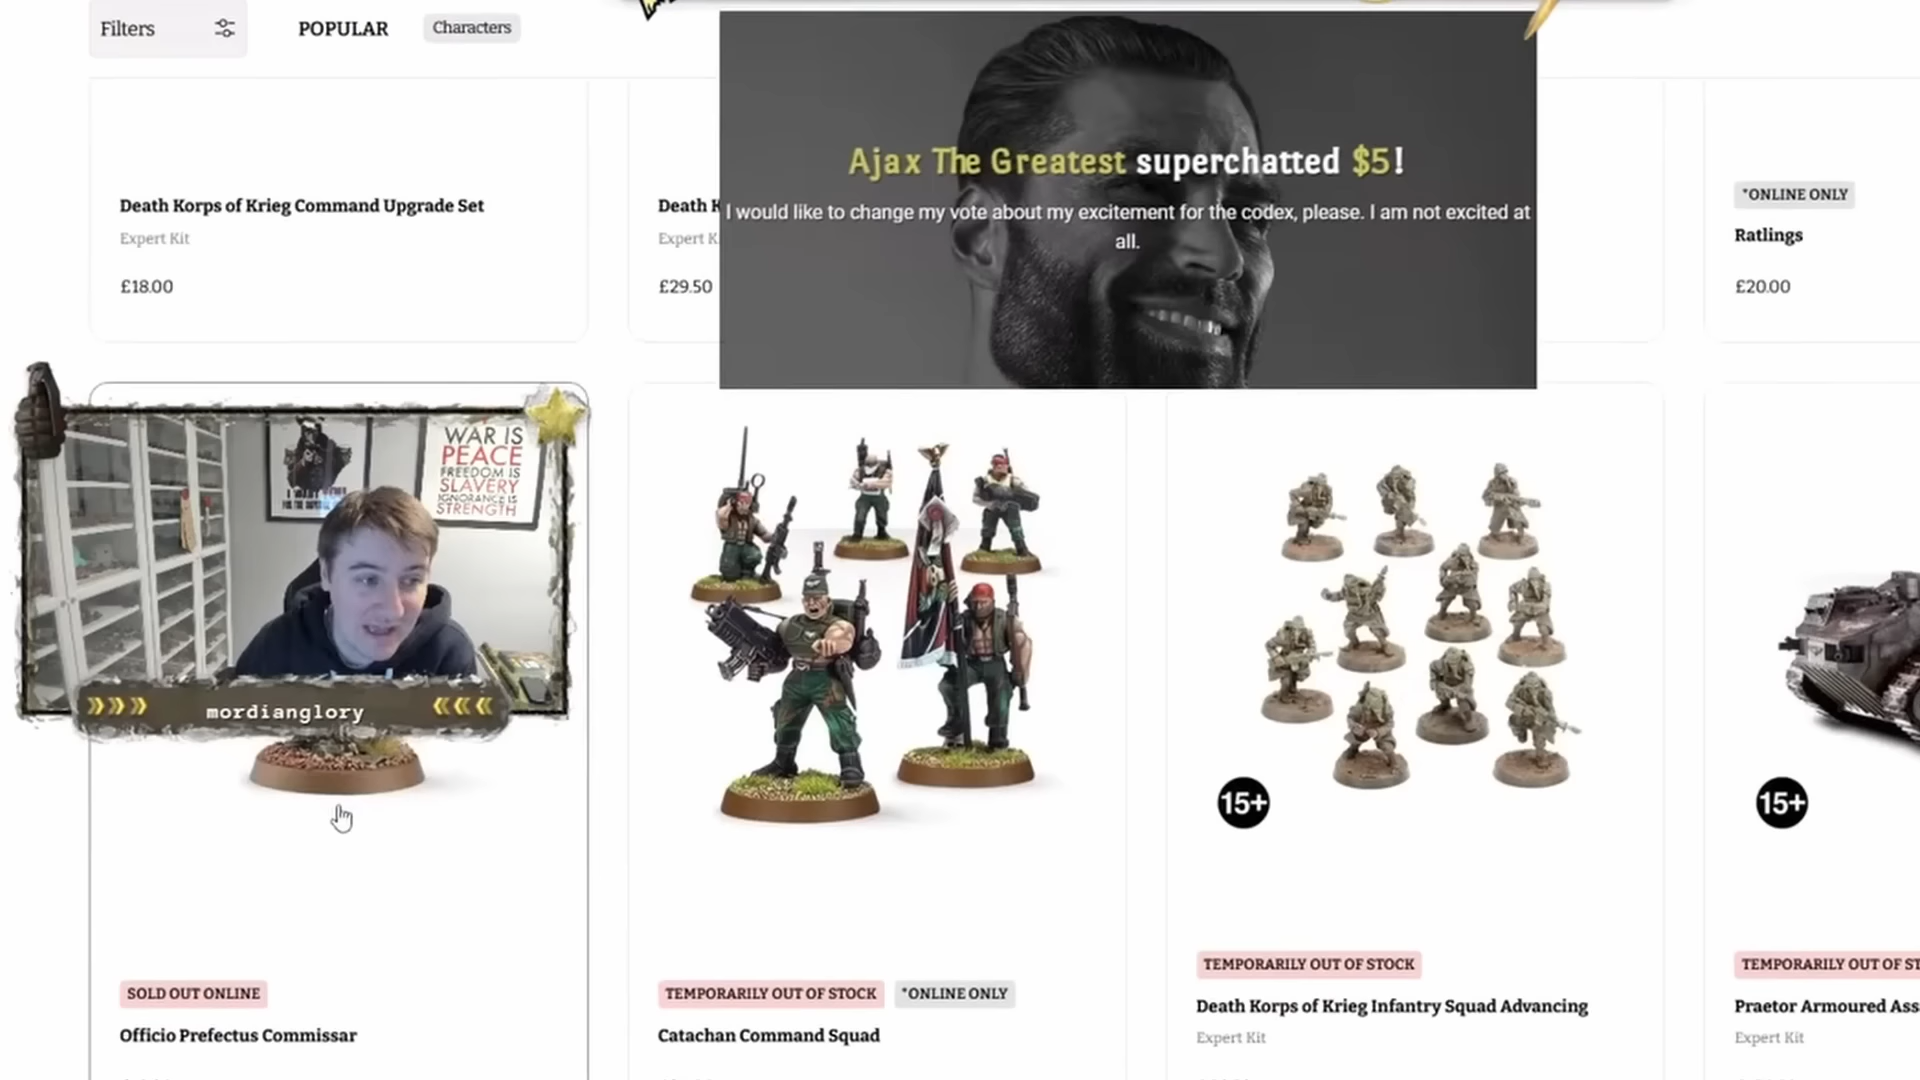 Filters
POPULAR
Characters
Ajax The Greatest superchatted $5!
I would like to change my vote about my excitement for the codex, please. I am not excited at
all.
Death Korps of Krieg Command Upgrade Set
Expert Kit
£18.00
Death K
Expert K
£29.50
*ONLINE ONLY
Ratlings
£20.00
WAR IS
PEACE
FREEDOM IS
SLAVERY
IGNORANCE IS
STRENGTH
mordianglory
15+
15+
SOLD OUT ONLINE
Officio Prefectus Commissar
TEMPORARILY OUT OF STOCK
*ONLINE ONLY
Catachan Command Squad
TEMPORARILY OUT OF STOCK
Death Korps of Krieg Infantry Squad Advancing
Expert Kit
TEMPORARILY OUT OF ST
Praetor Armoured Ass
Expert Kit